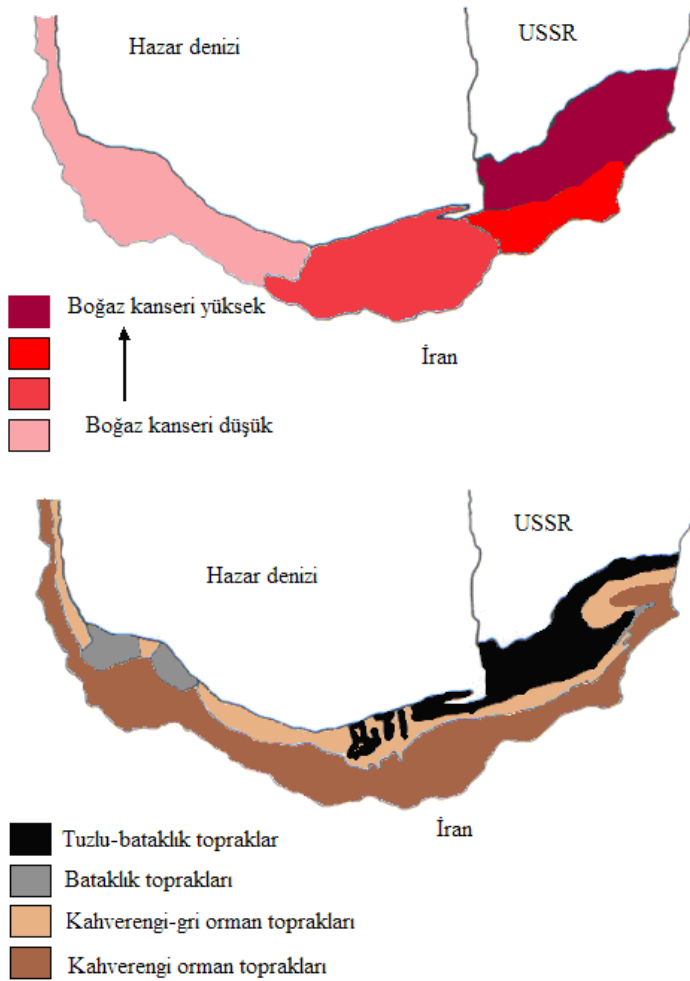 Hazar denizi
USSR
Boğaz kanseri yüksek
İran
Boğaz kanseri düşük
USSR
Hazar denizi
İran
Tuzlu-bataklık topraklar
Bataklık toprakları
Kahverengi-gri orman toprakları
Kahverengi orman toprakları